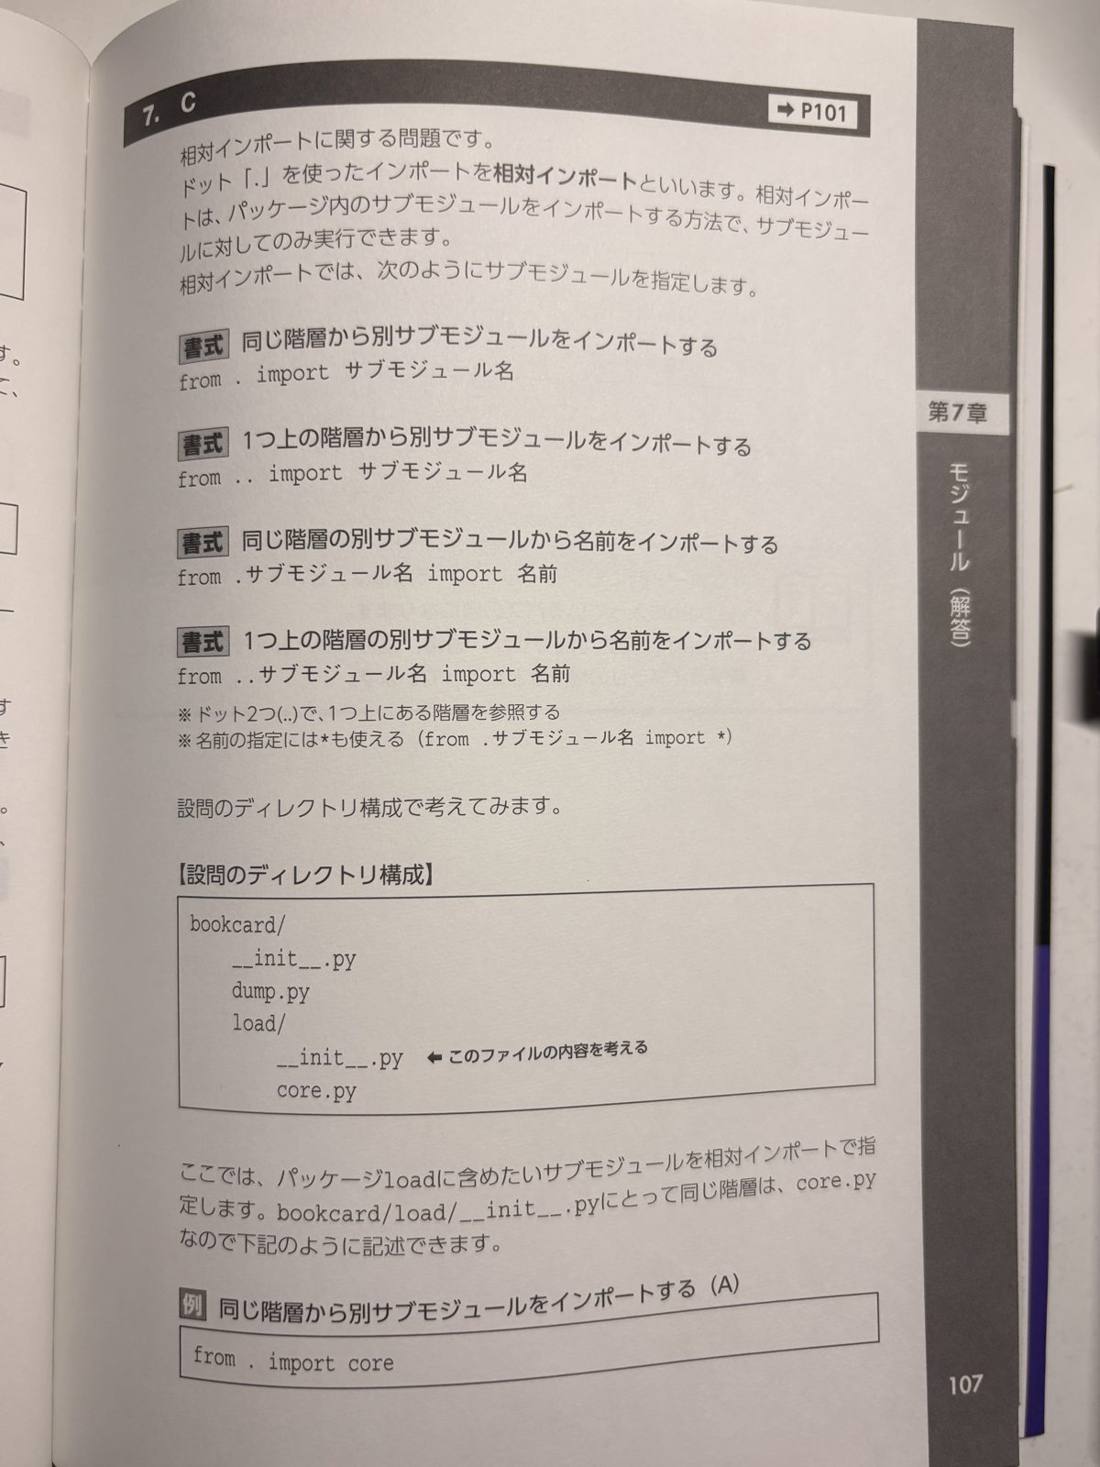 7. C
➡ P101
相対インポートに関する問題です。
ドット「.」を使ったインポートを相対インポートといいます。相対インポー
トは、パッケージ内のサブモジュールをインポートする方法で、サブモジュー
ルに対してのみ実行できます。
相対インポートでは、次のようにサブモジュールを指定します。
書式 同じ階層から別サブモジュールをインポートする
from . import サブモジュール名
書式 1つ上の階層から別サブモジュールをインポートする
from .. import サブモジュール名
書式 同じ階層の別サブモジュールから名前をインポートする
from .サブモジュール名 import 名前
書式 1つ上の階層の別サブモジュールから名前をインポートする
from ..サブモジュール名 import 名前
※ドット2つ(..)で、1つ上にある階層を参照する
※名前の指定には*も使える（from .サブモジュール名 import *）
設問のディレクトリ構成で考えてみます。
【設問のディレクトリ構成】
bookcard/
__init__.py
dump.py
load/
__init__.py ⬅ このファイルの内容を考える
core.py
ここでは、パッケージloadに含めたいサブモジュールを相対インポートで指
定します。bookcard/load/__init__.pyにとって同じ階層は、core.py
なので下記のように記述できます。
例 同じ階層から別サブモジュールをインポートする（A）
from . import core
第7章
モジュール（解答）
107